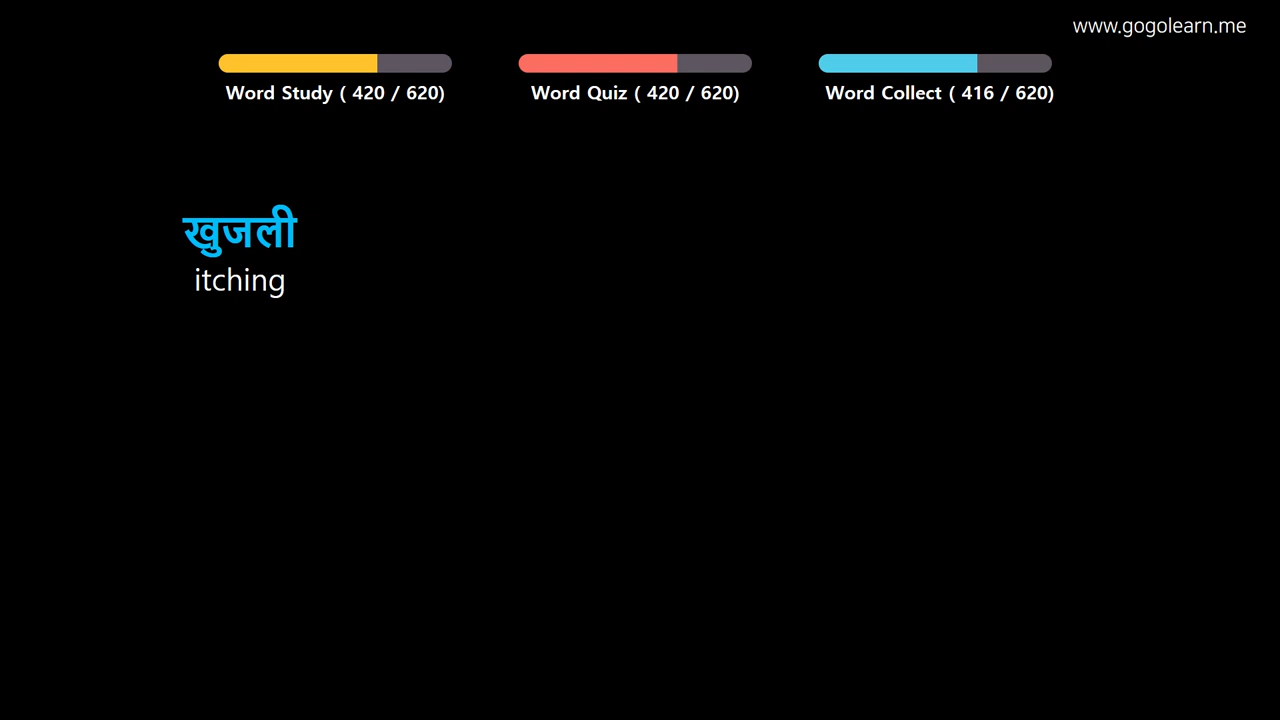 www.gogolearn.me
Word Study ( 420 / 620)
Word Quiz ( 420 / 620)
Word Collect ( 416 / 620)
खुजली
itching